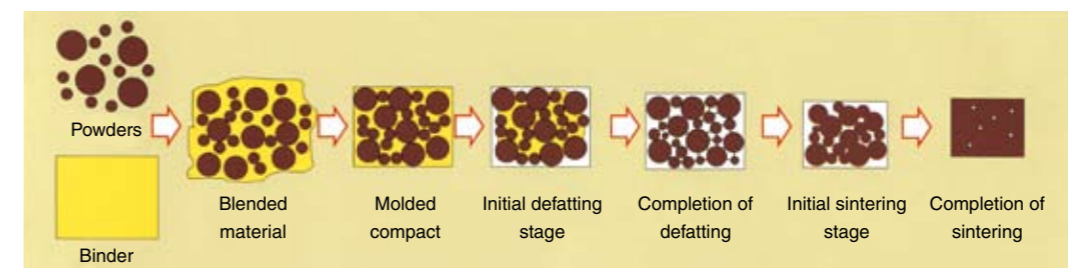 Powders
Binder
Blended
material
Molded
compact
Initial defatting
stage
Completion of
defatting
Initial sintering
stage
Completion of
sintering